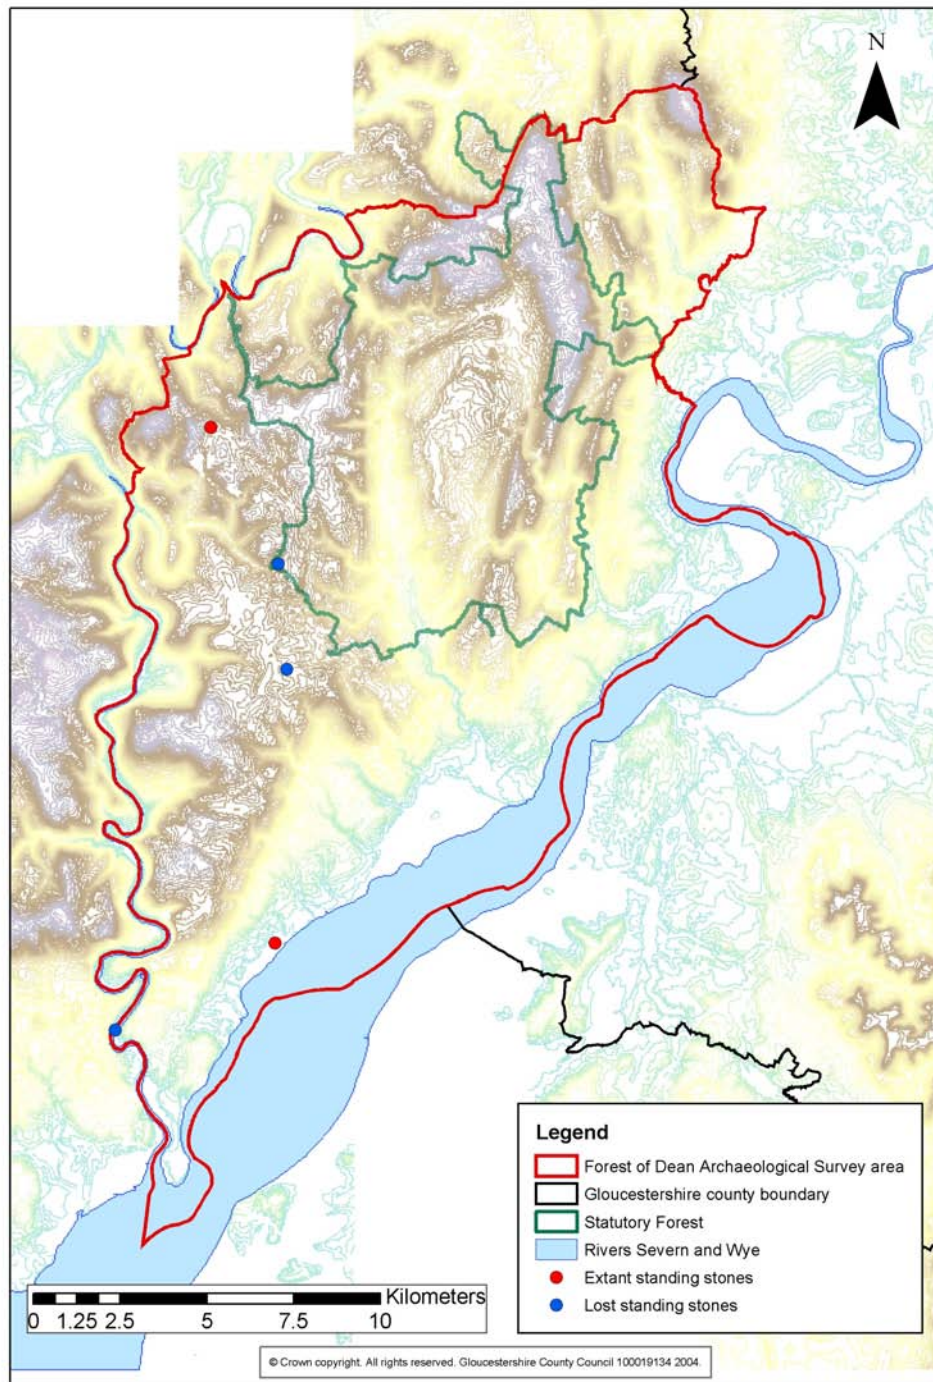 N
Legend
Forest of Dean Archaeological Survey area
Gloucestershire county boundary
Statutory Forest
Rivers Severn and Wye
Extant standing stones
Lost standing stones
Kilometers
0 1.25 2.5 5 7.5 10
© Crown copyright. All rights reserved. Gloucestershire County Council 100019134 2004.